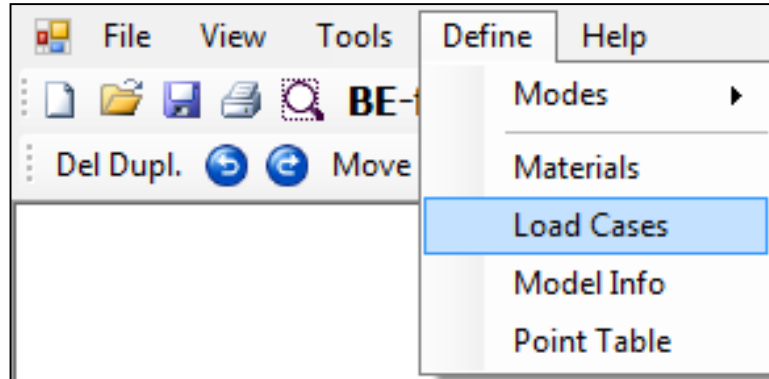 File View Tools Define Help
BE-
Modes
Del Dupl. Move
Materials
Load Cases
Model Info
Point Table